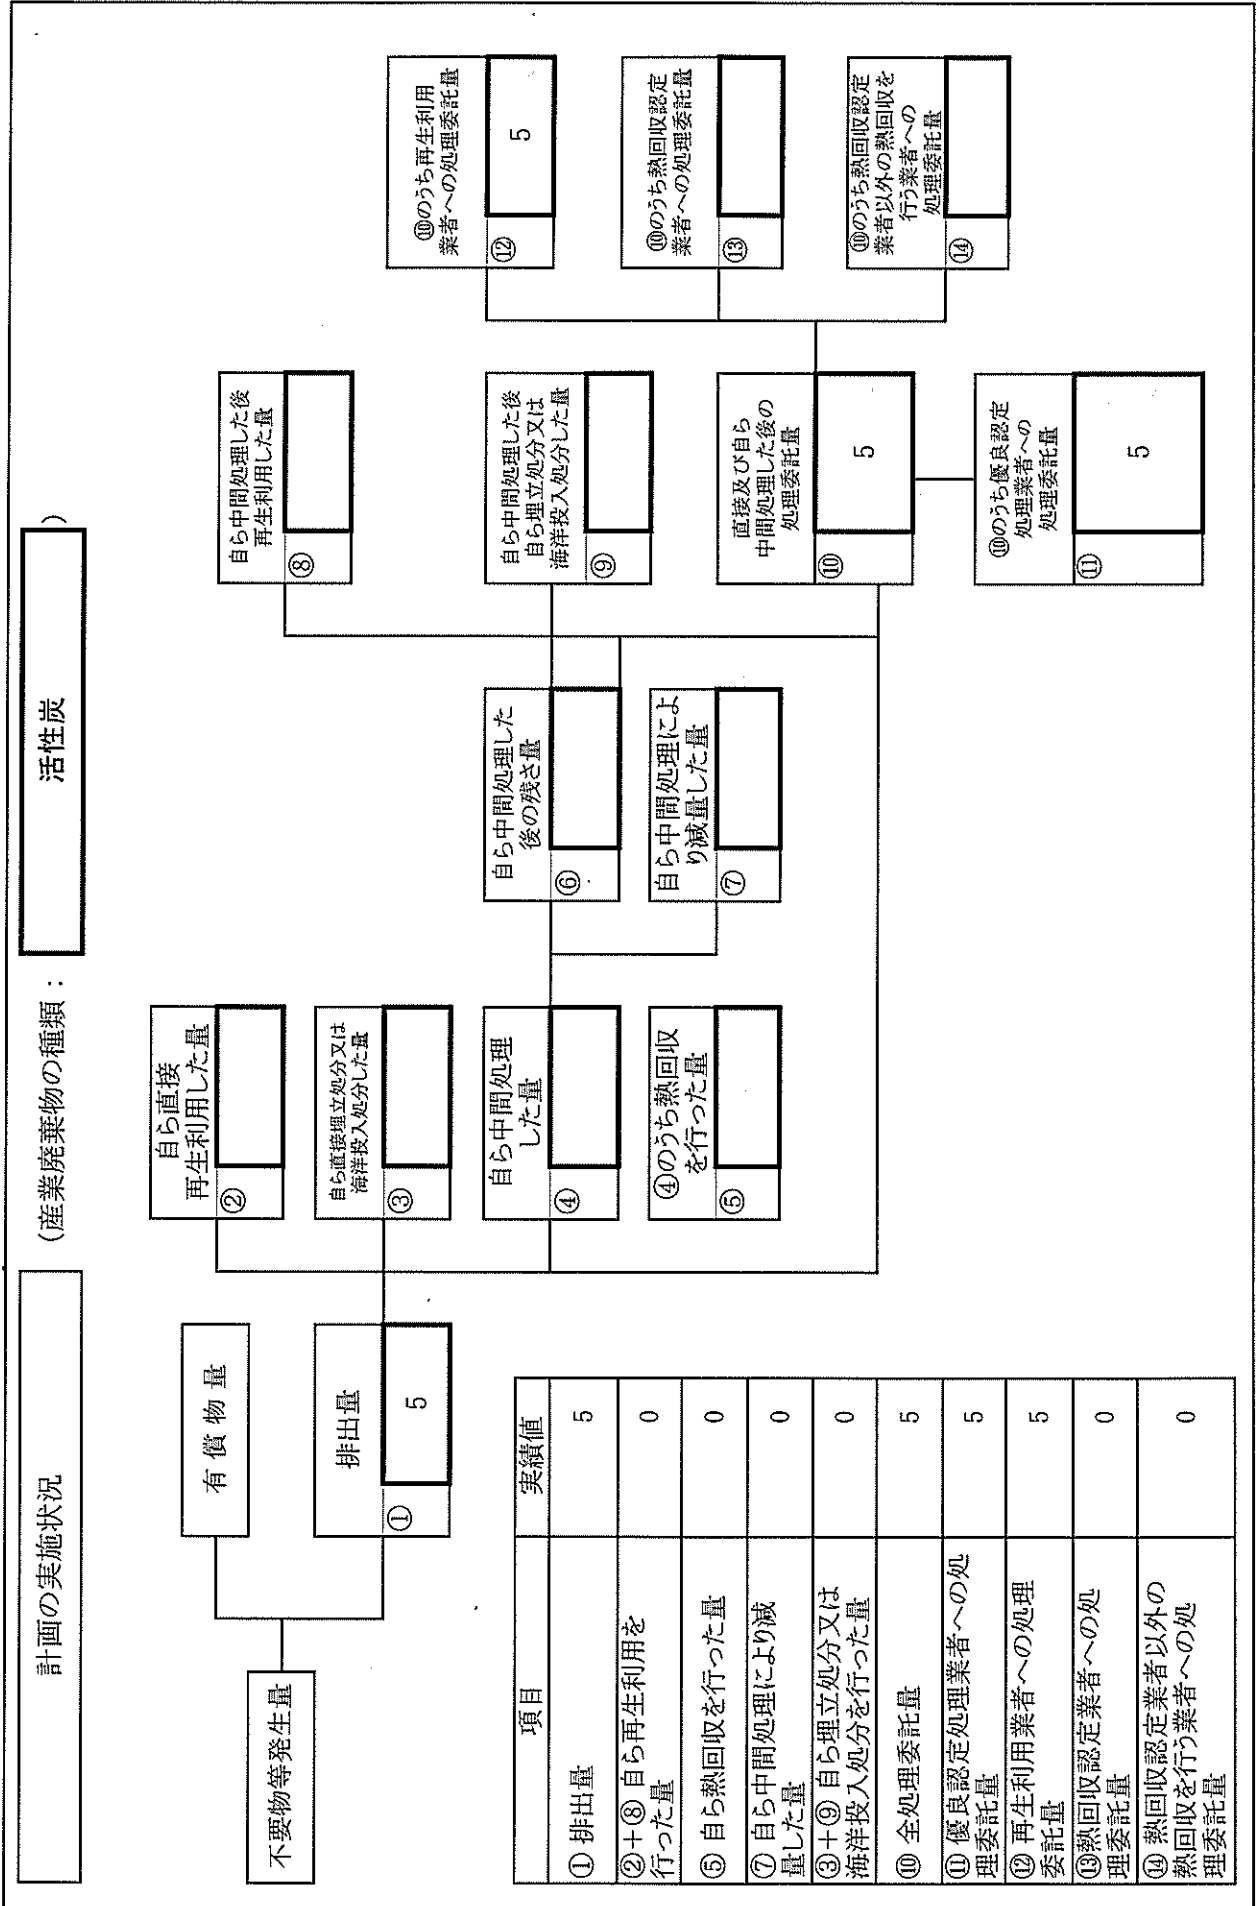 計画の実施状況
(産業廃棄物の種類：
活性炭
)
不要物等発生量
有 償 物 量
排出量
①
5
自ら直接
再生利用した量
②
自ら直接埋立処分又は
海洋投入処分した量
③
自ら中間処理
した量
④
④のうち熱回収
を行った量
⑤
自ら中間処理した
後の残さ量
⑥
自ら中間処理によ
り減量した量
⑦
自ら中間処理した後
再生利用した量
⑧
自ら中間処理した後
自ら埋立処分又は
海洋投入処分した量
⑨
直接及び自ら
中間処理した後の
処理委託量
⑩
5
⑩のうち優良認定
処理業者への
処理委託量
⑪
5
⑩のうち再生利用
業者への処理委託量
⑫
5
⑩のうち熱回収認定
業者への処理委託量
⑬
⑩のうち熱回収認定
業者以外の熱回収を
行う業者への
処理委託量
⑭
項目 実績値
① 排出量 5
②+⑧ 自ら再生利用を
行った量 0
⑤ 自ら熱回収を行った量 0
⑦ 自ら中間処理により減
量した量 0
③+⑨ 自ら埋立処分又は
海洋投入処分を行った量 0
⑩ 全処理委託量 5
⑪ 優良認定処理業者への処
理委託量 5
⑫ 再生利用業者への処理
委託量 5
⑬熱回収認定業者への処
理委託量 0
⑭ 熱回収認定業者以外の
熱回収を行う業者への処
理委託量 0